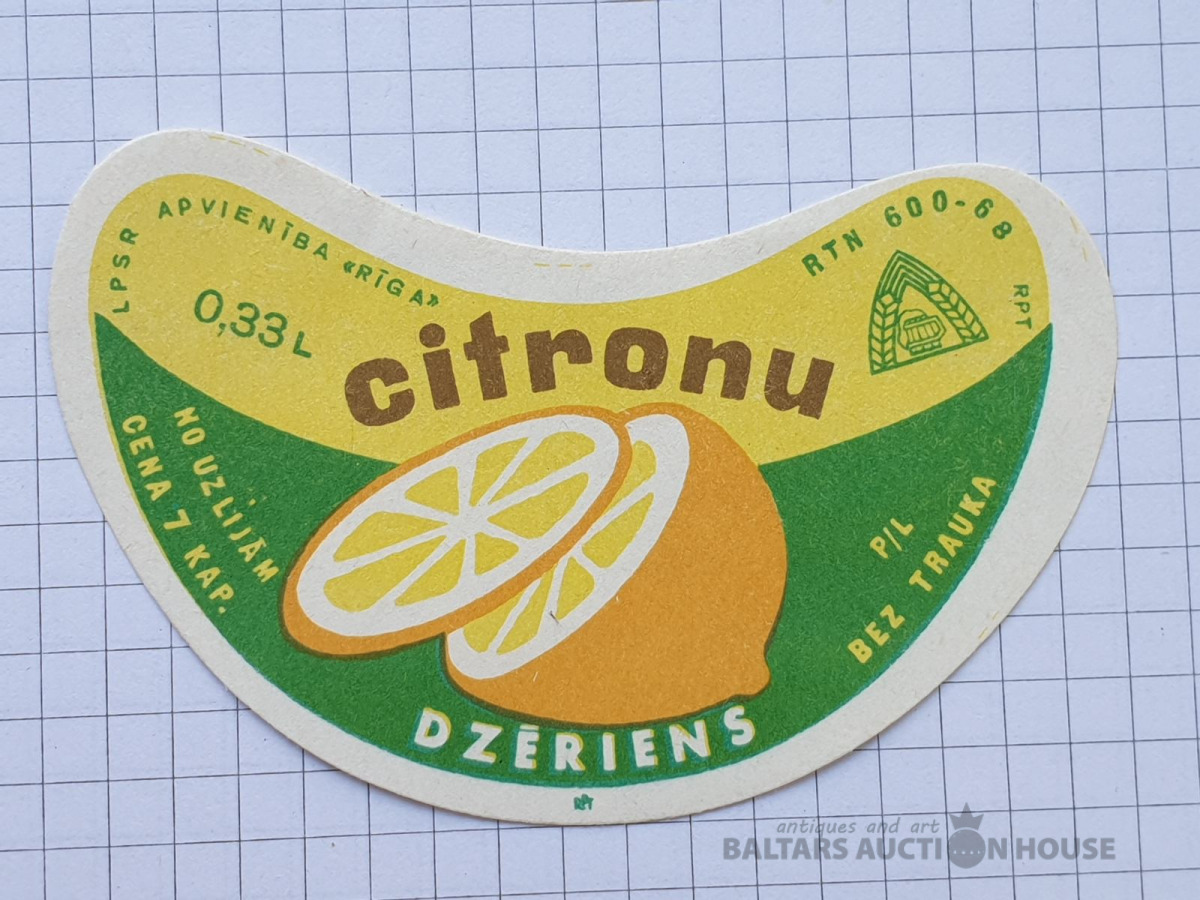 LPSR APVIENĪBA «RĪGA»
0,33 L
RTN 600-68
RPT
citronu
NO UZLĪJĀM
CENA 7 KAP.
P/L
BEZ TRAUKA
DZĒRIENS
antiques and art
BALTARS AUCTION HOUSE